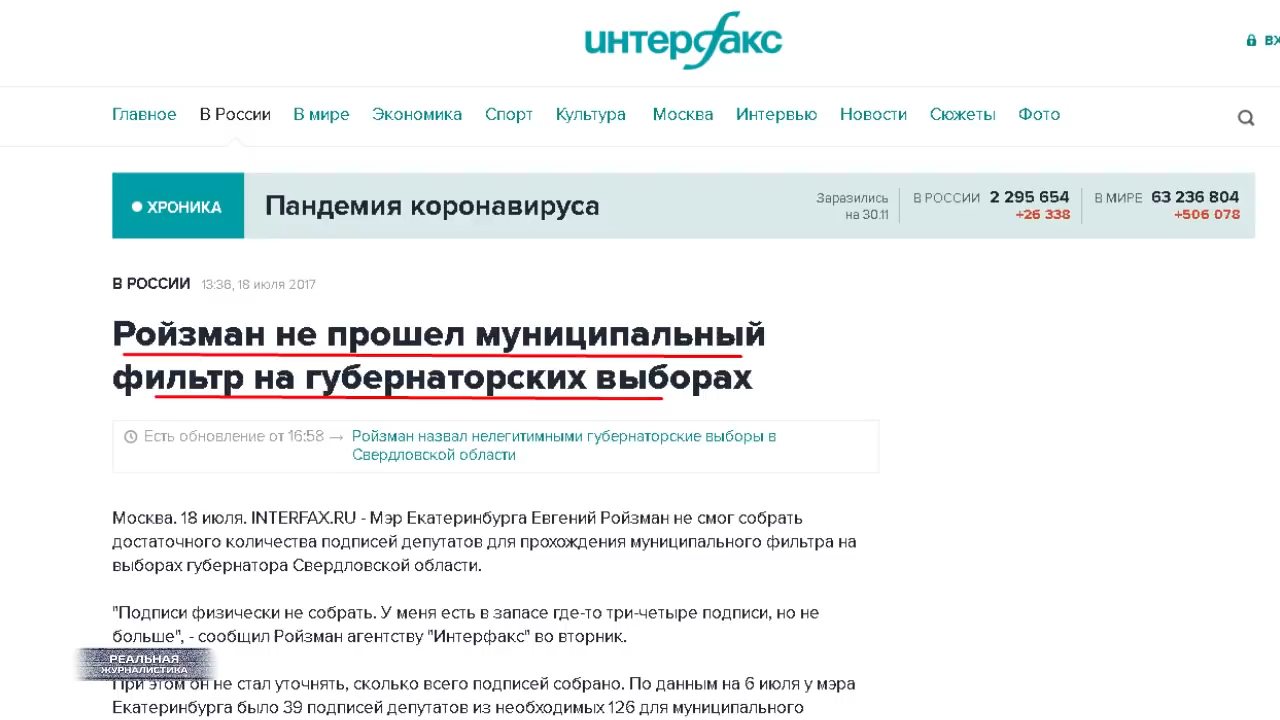 интерфакс
Главное В России В мире Экономика Спорт Культура Москва Интервью Новости Сюжеты Фото
ХРОНИКА
Пандемия коронавируса
Заразились
на 30.11
В РОССИИ 2 295 654
+26 338
В МИРЕ 63 236 804
+506 078
В РОССИИ 13:36, 18 июля 2017
Ройзман не прошел муниципальный
фильтр на губернаторских выборах
Есть обновление от 16:58 → Ройзман назвал нелегитимными губернаторские выборы в
Свердловской области
Москва. 18 июля. INTERFAX.RU - Мэр Екатеринбурга Евгений Ройзман не смог собрать
достаточного количества подписей депутатов для прохождения муниципального фильтра на
выборах губернатора Свердловской области.
"Подписи физически не собрать. У меня есть в запасе где-то три-четыре подписи, но не
больше", - сообщил Ройзман агентству "Интерфакс" во вторник.
РЕАЛЬНАЯ
ЖУРНАЛИСТИКА
При этом он не стал уточнять, сколько всего подписей собрано. По данным на 6 июля у мэра
Екатеринбурга было 39 подписей депутатов из необходимых 126 для муниципального